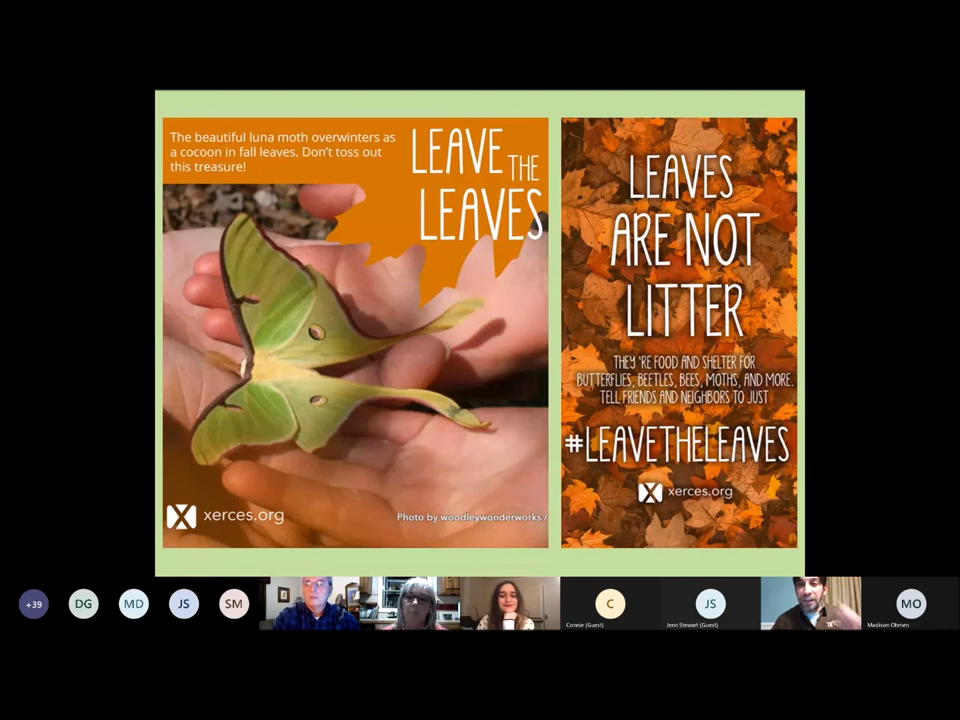 The beautiful luna moth overwinters as
a cocoon in fall leaves. Don't toss out
this treasure!
LEAVE THE
LEAVES
xerces.org
Photo by woodleywonderworks /
LEAVES
ARE NOT
LITTER
THEY 'RE FOOD AND SHELTER FOR
BUTTERFLIES, BEETLES, BEES, MOTHS, AND MORE.
TELL FRIENDS AND NEIGHBORS TO JUST
#LEAVETHELEAVES
xerces.org
+39
DG
MD
JS
SM
C
Connie (Guest)
JS
Jenn Stewart (Guest)
MO
Madison Ohmen